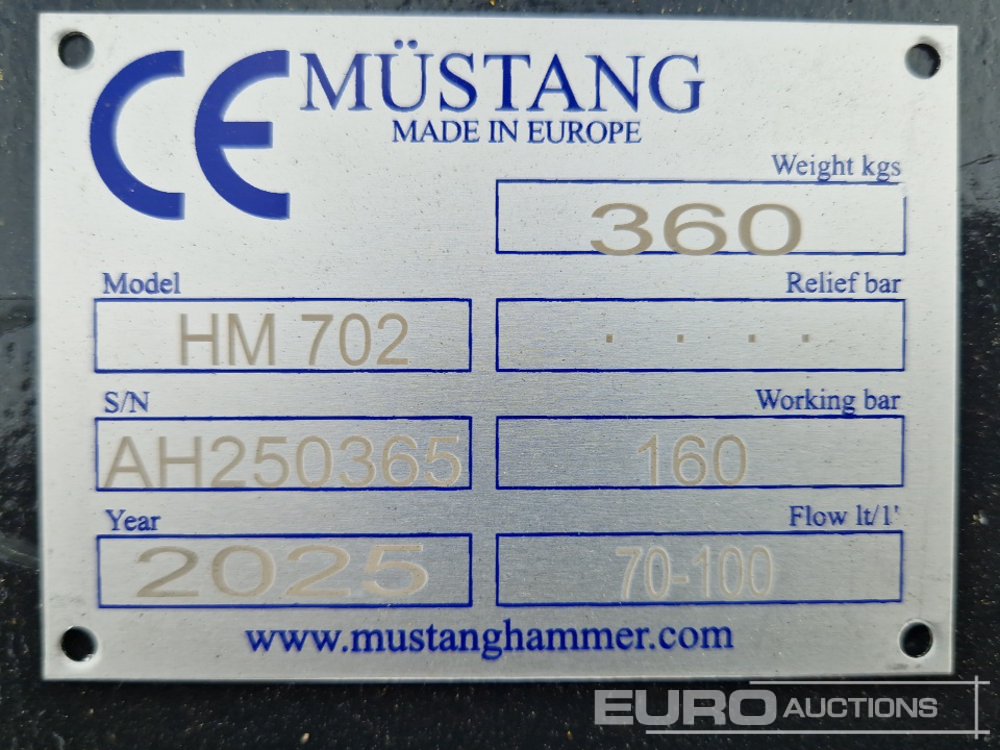 CE MÜSTANG
MADE IN EUROPE
Weight kgs
360
Model
HM 702
Relief bar
. . . .
S/N
AH250365
Working bar
160
Year
2025
Flow lt/1'
70-100
www.mustanghammer.com
EURO AUCTIONS